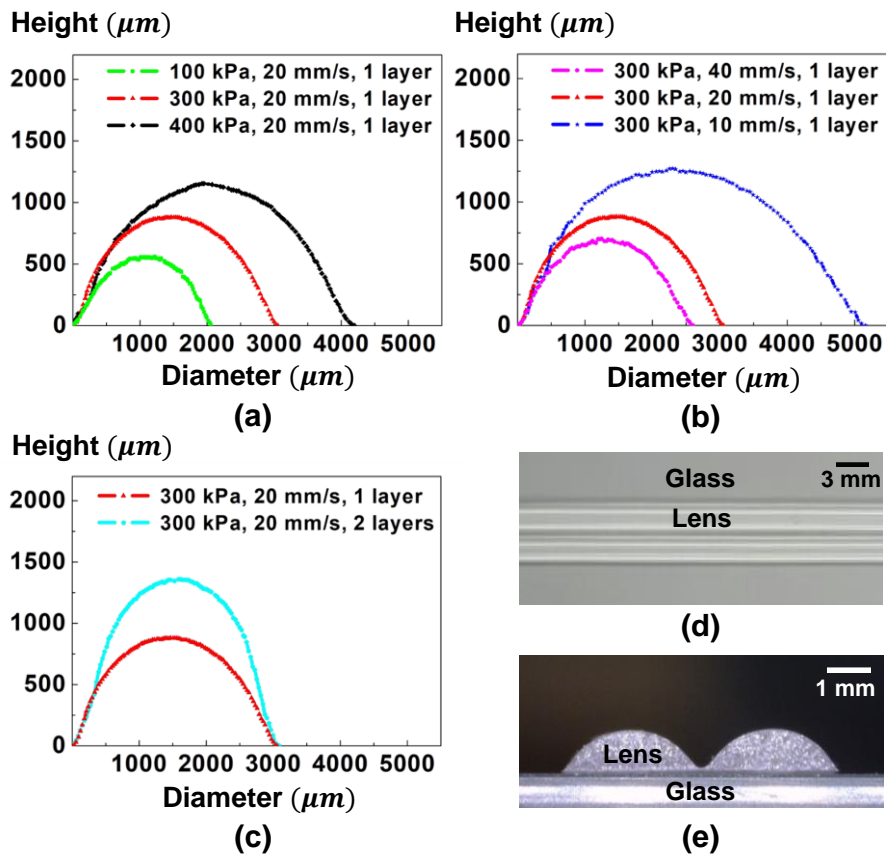 Height (μm)
2000
1500
1000
500
0
100 kPa, 20 mm/s, 1 layer
300 kPa, 20 mm/s, 1 layer
400 kPa, 20 mm/s, 1 layer
1000 2000 3000 4000 5000
Diameter (μm)
(a)
Height (μm)
2000
1500
1000
500
0
300 kPa, 40 mm/s, 1 layer
300 kPa, 20 mm/s, 1 layer
300 kPa, 10 mm/s, 1 layer
1000 2000 3000 4000 5000
Diameter (μm)
(b)
Height (μm)
2000
1500
1000
500
0
300 kPa, 20 mm/s, 1 layer
300 kPa, 20 mm/s, 2 layers
1000 2000 3000 4000 5000
Diameter (μm)
(c)
Glass
3 mm
Lens
(d)
1 mm
Lens
Glass
(e)